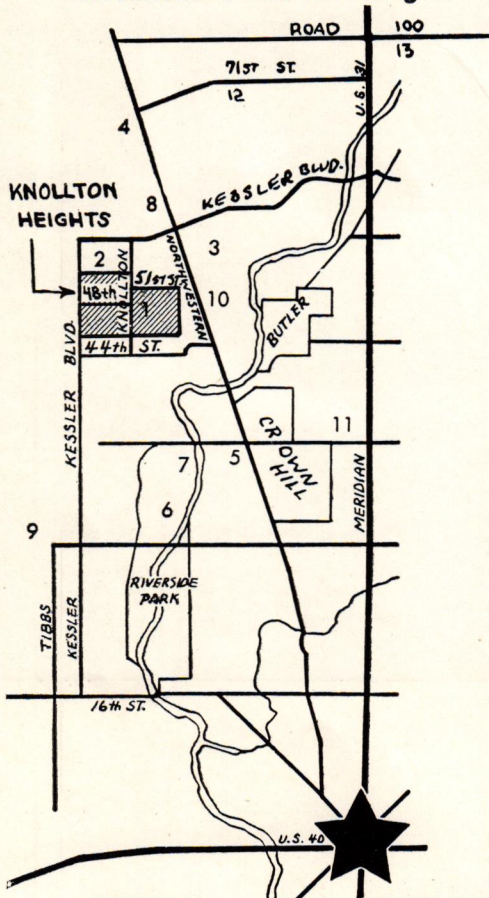 ROAD 100
13
71ST ST.
12
U.S. 31
4
KNOLLTON
HEIGHTS
8
KESSLER BLVD.
NORTHWESTERN
3
2
KNOLLTON
51ST ST.
48th
1
10
BUTLER
44th ST.
KESSLER BLVD.
CROWN
HILL
11
7
5
MERIDIAN
6
9
RIVERSIDE
PARK
TIBBS
KESSLER
16th ST.
U.S. 40